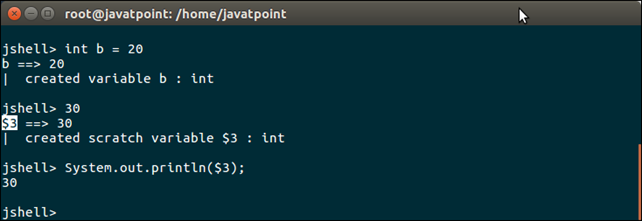 root@javatpoint: /home/javatpoint
jshell> int b = 20
b ==> 20
|  created variable b : int
jshell> 30
$3 ==> 30
|  created scratch variable $3 : int
jshell> System.out.println($3);
30
jshell>